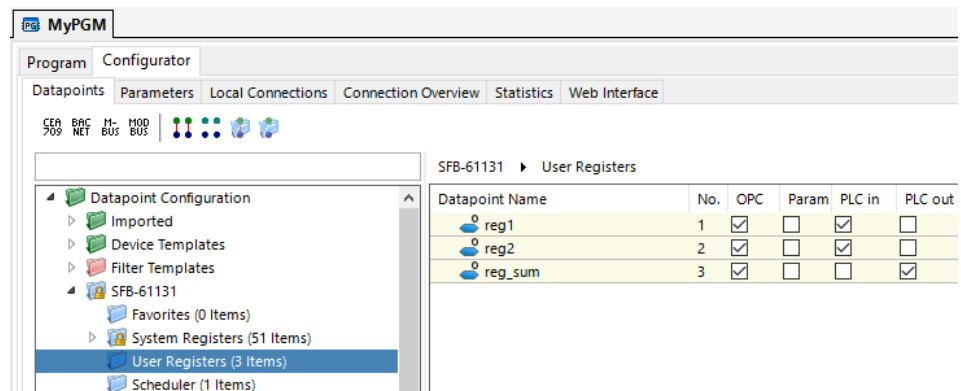 PG MyPGM
Program Configurator
Datapoints Parameters Local Connections Connection Overview Statistics Web Interface
CEA 709 BAC NET M- BUS MOD BUS
SFB-61131 User Registers
Datapoint Configuration
Datapoint Name No. OPC Param PLC in PLC out
Imported
reg1 1
Device Templates
reg2 2
Filter Templates
reg_sum 3
SFB-61131
Favorites (0 Items)
System Registers (51 Items)
User Registers (3 Items)
Scheduler (1 Items)